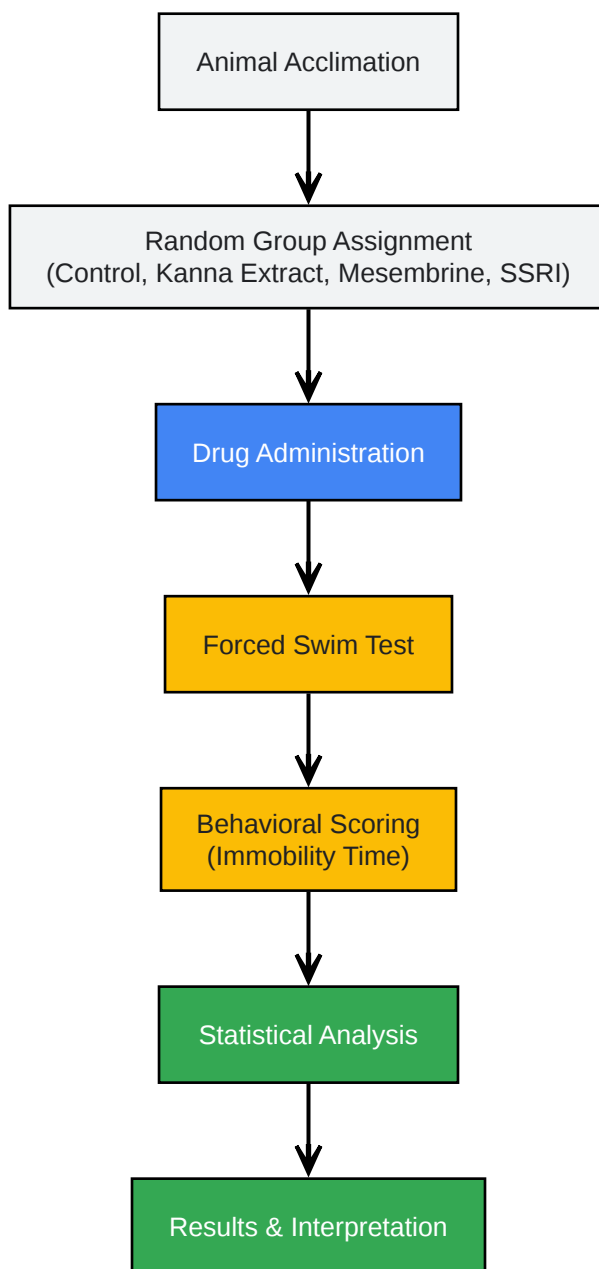 Animal Acclimation
Random Group Assignment
(Control, Kanna Extract, Mesembrine, SSRI)
Drug Administration
Forced Swim Test
Behavioral Scoring
(Immobility Time)
Statistical Analysis
Results & Interpretation